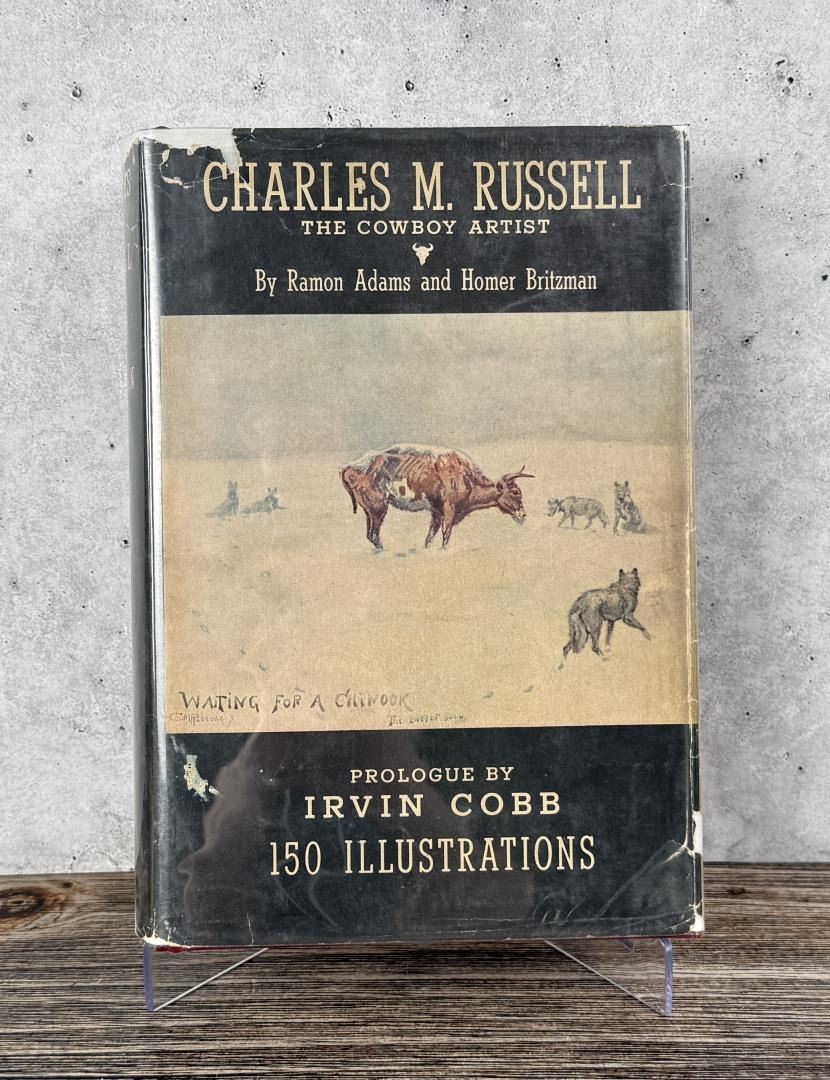 CHARLES M. RUSSELL
THE COWBOY ARTIST
By Ramon Adams and Homer Britzman
WAITING FOR A CHINOOK
PROLOGUE BY
IRVIN COBB
150 ILLUSTRATIONS